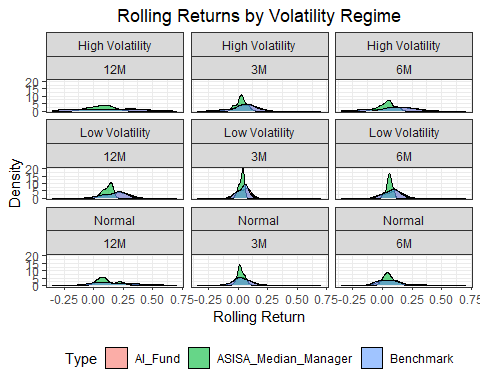 Rolling Returns by Volatility Regime
High Volatility High Volatility High Volatility
12M 3M 6M
20
15
10
5
0
Low Volatility Low Volatility Low Volatility
12M 3M 6M
20
15
10
5
0
Normal Normal Normal
12M 3M 6M
20
15
10
5
0
Density
-0.25 0.00 0.25 0.50 0.75 -0.25 0.00 0.25 0.50 0.75 -0.25 0.00 0.25 0.50 0.75
Rolling Return
Type AI_Fund ASISA_Median_Manager Benchmark